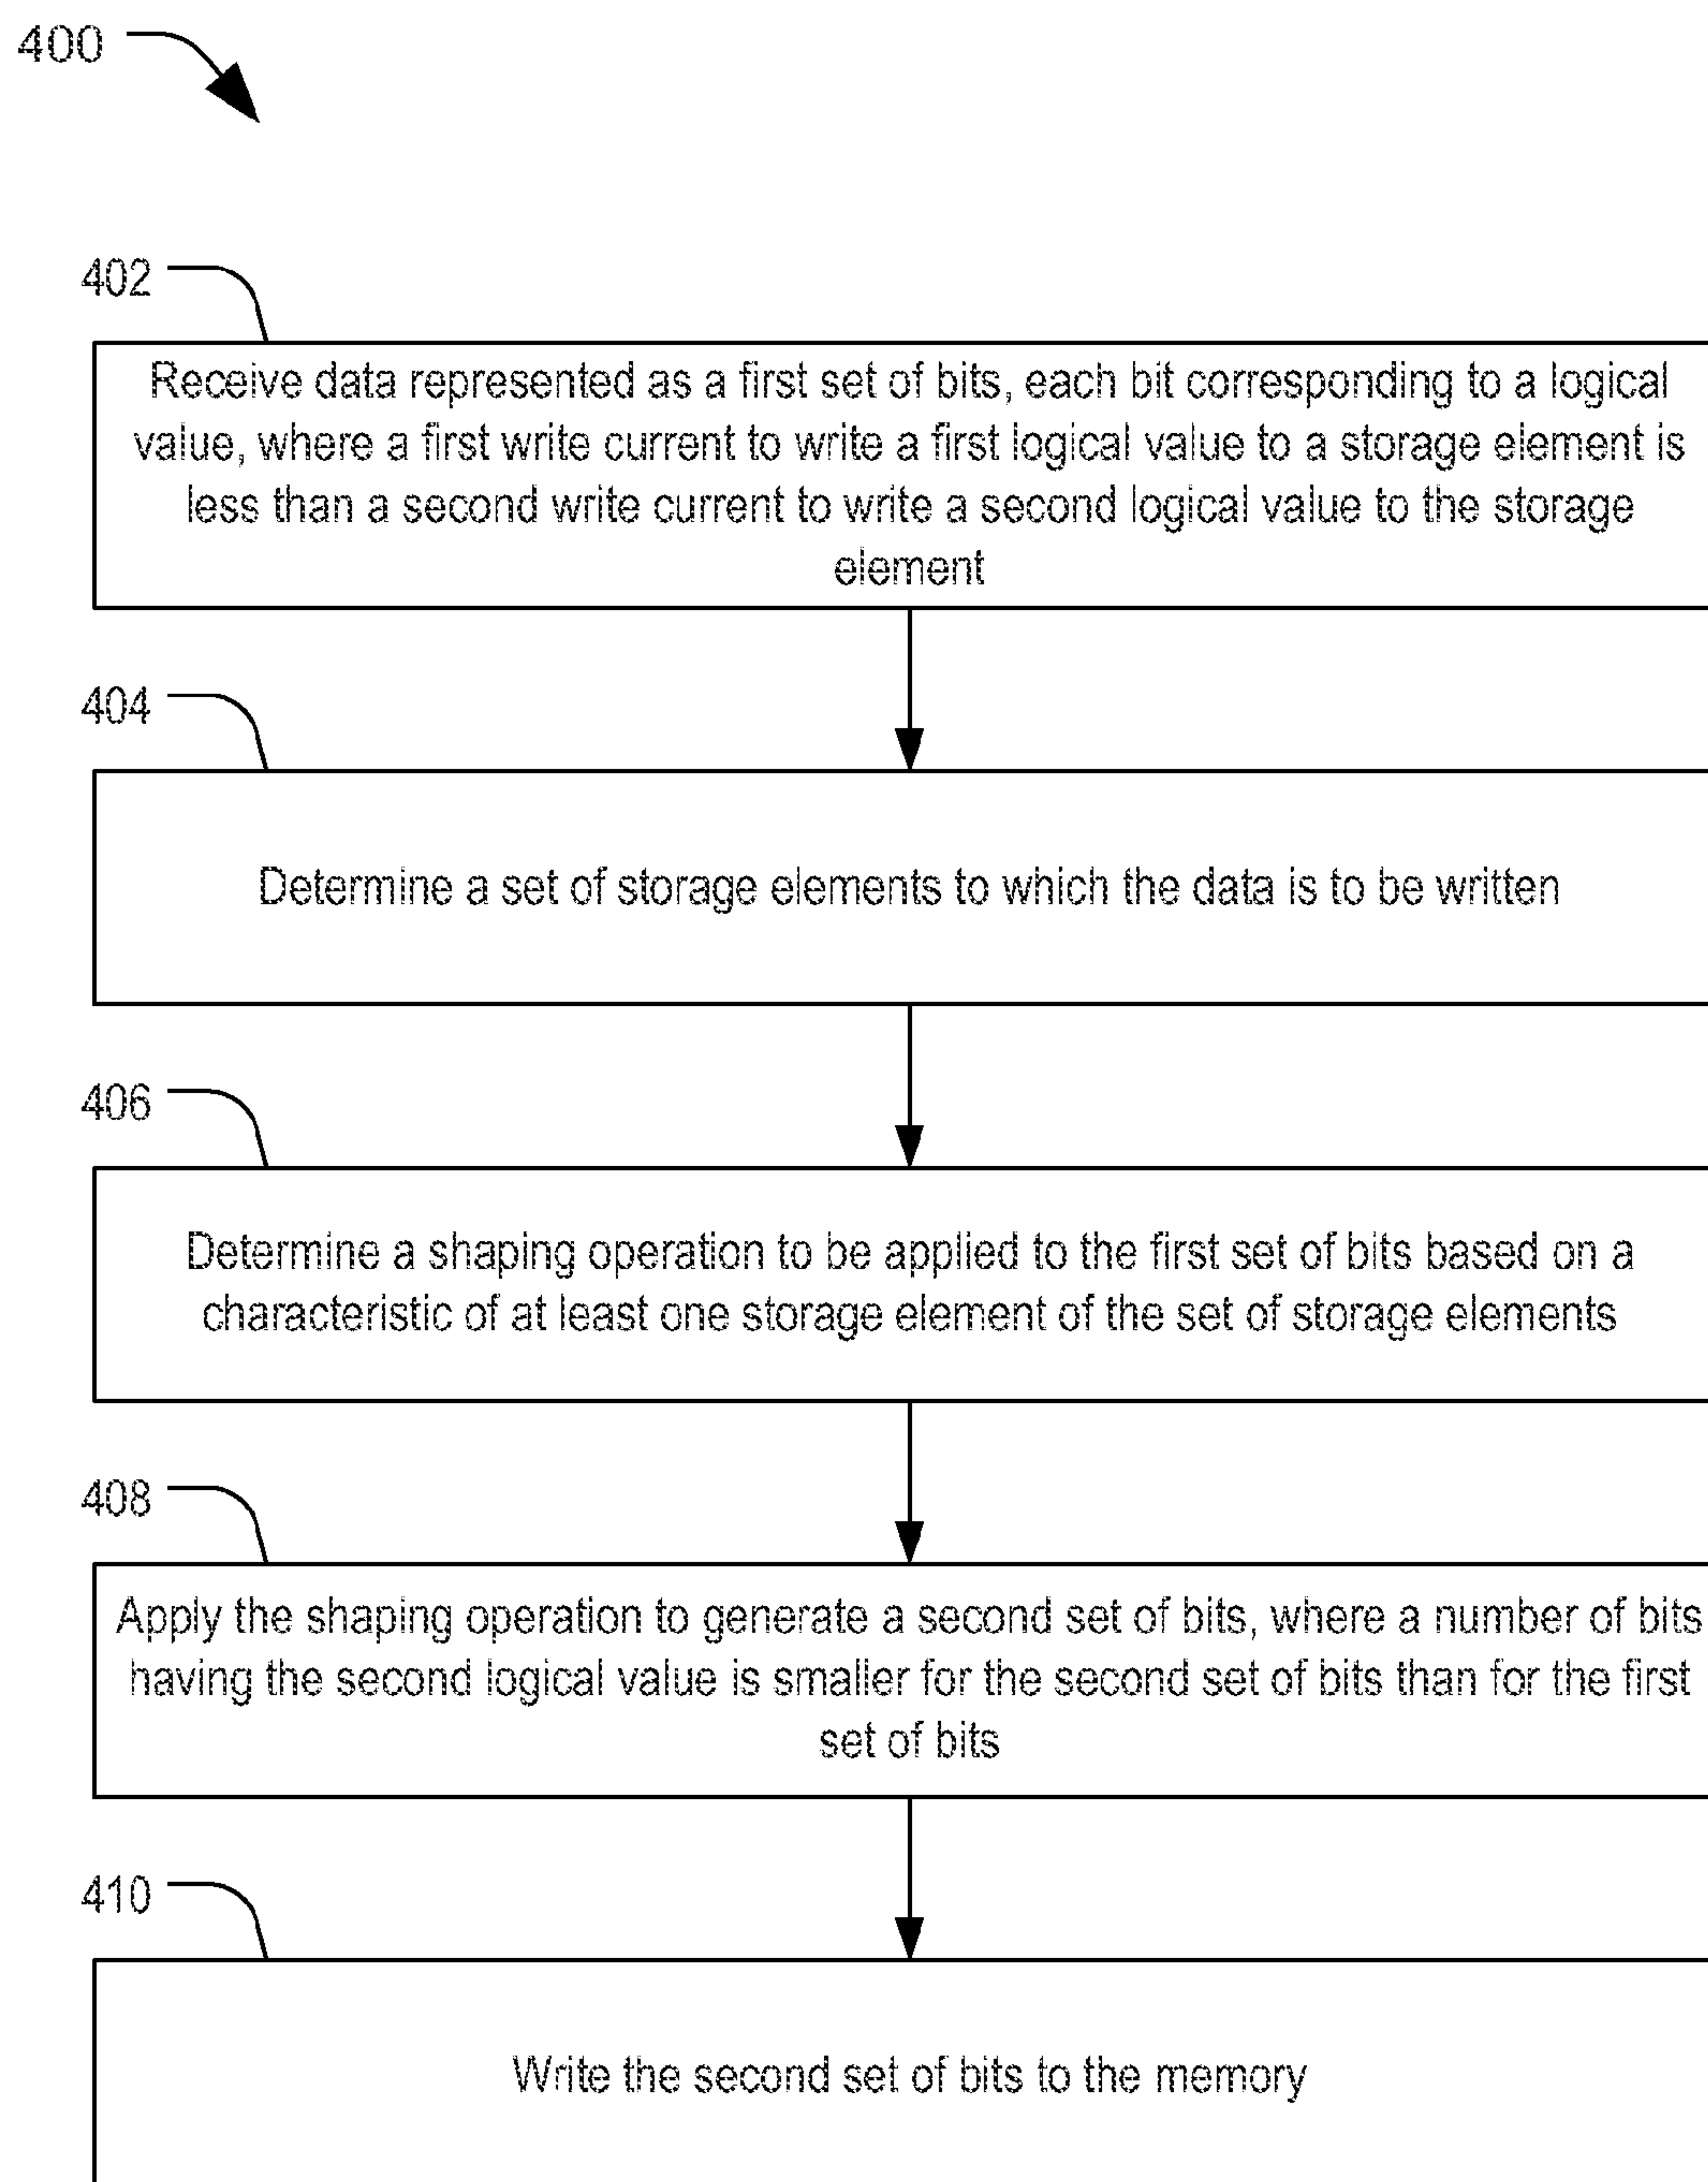 400
402
Receive data represented as a first set of bits, each bit corresponding to a logical
value, where a first write current to write a first logical value to a storage element is
less than a second write current to write a second logical value to the storage
element
404
Determine a set of storage elements to which the data is to be written
406
Determine a shaping operation to be applied to the first set of bits based on a
characteristic of at least one storage element of the set of storage elements
408
Apply the shaping operation to generate a second set of bits, where a number of bits
having the second logical value is smaller for the second set of bits than for the first
set of bits
410
Write the second set of bits to the memory